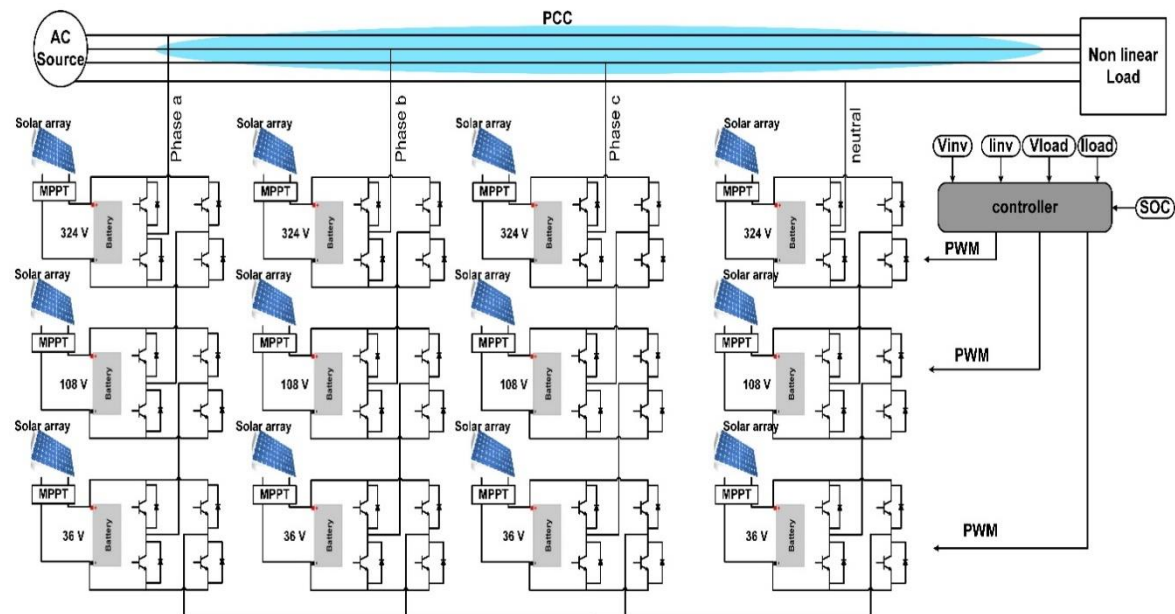 PCC
AC
Source
Non linear
Load
Phase a
Phase b
Phase c
neutral
Solar array
Solar array
Solar array
Solar array
MPPT
MPPT
MPPT
MPPT
324 V
Battery
324 V
Battery
324 V
Battery
324 V
Battery
Vinv
Iinv
Vload
Iload
controller
SOC
PWM
Solar array
Solar array
Solar array
Solar array
MPPT
MPPT
MPPT
MPPT
108 V
Battery
108 V
Battery
108 V
Battery
108 V
Battery
PWM
Solar array
Solar array
Solar array
Solar array
MPPT
MPPT
MPPT
MPPT
36 V
Battery
36 V
Battery
36 V
Battery
36 V
Battery
PWM